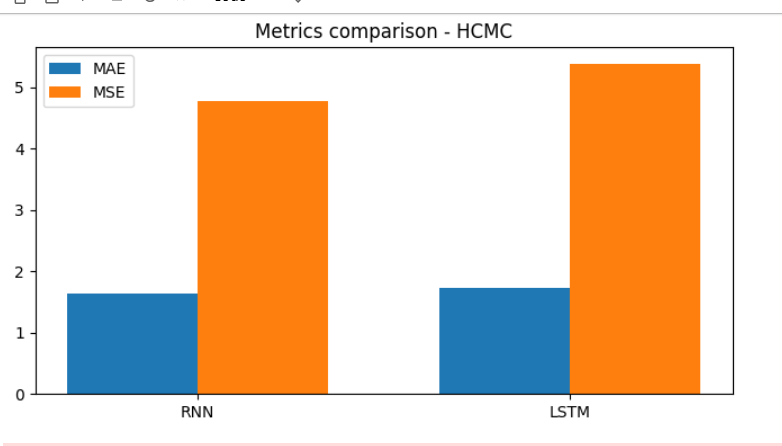 Metrics comparison - HCMC
MAE
MSE
5
4
3
2
1
0
RNN
LSTM